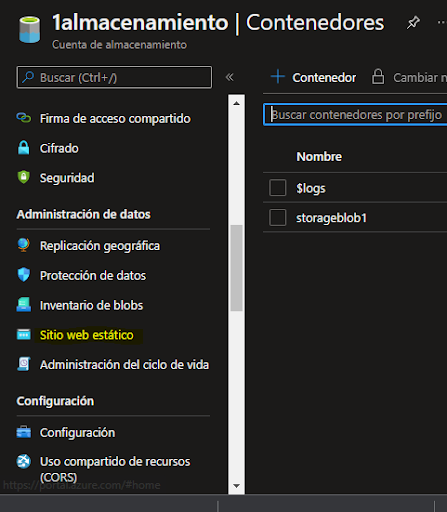 1almacenamiento | Contenedores
Cuenta de almacenamiento
Buscar (Ctrl+/)
«
Firma de acceso compartido
Cifrado
Seguridad
Administración de datos
Replicación geográfica
Protección de datos
Inventario de blobs
Sitio web estático
Administración del ciclo de vida
Configuración
Configuración
Uso compartido de recursos
(CORS)
https://portal.azure.com/#home
+ Contenedor
Cambiar n
Buscar contenedores por prefijo
Nombre
$logs
storageblob1